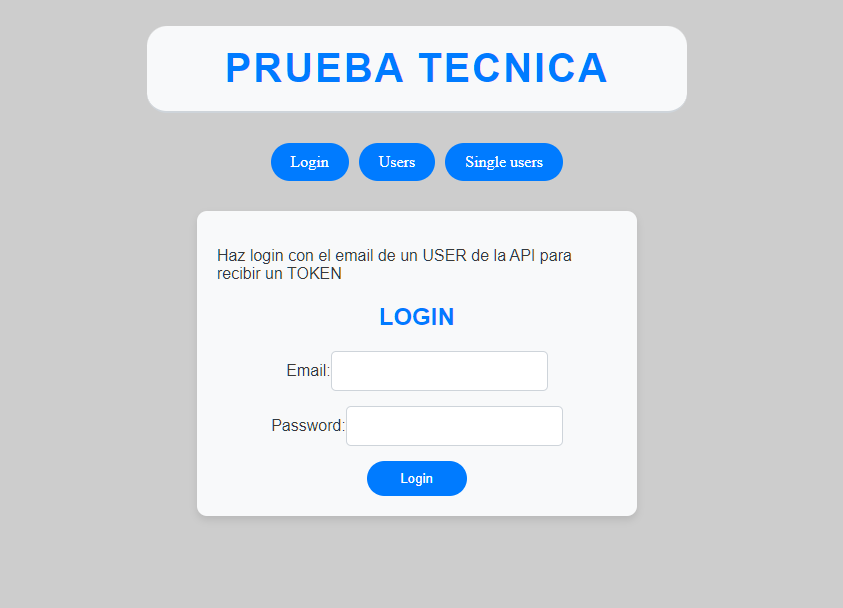 PRUEBA TECNICA
Login Users Single users
Haz login con el email de un USER de la API para
recibir un TOKEN
LOGIN
Email:
Password:
Login